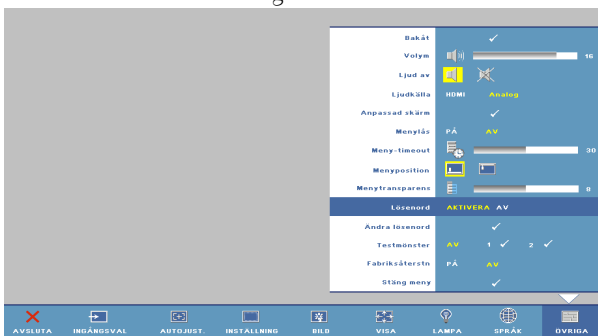 Bakåt
Volym 16
Ljud av
Ljudkälla HDMI Analog
Anpassad skärm
Menylås PÅ AV
Meny-timeout 30
Menyposition
Menytransparens 0
Lösenord AKTIVERA AV
Ändra lösenord
Testmönster AV 1 2
Fabriksåterstn PÅ AV
Stäng meny
AVSLUTA INGÅNGSVAL AUTOJUST. INSTÄLLNING BILD VISA LAMPA SPRÅK ÖVRIGA